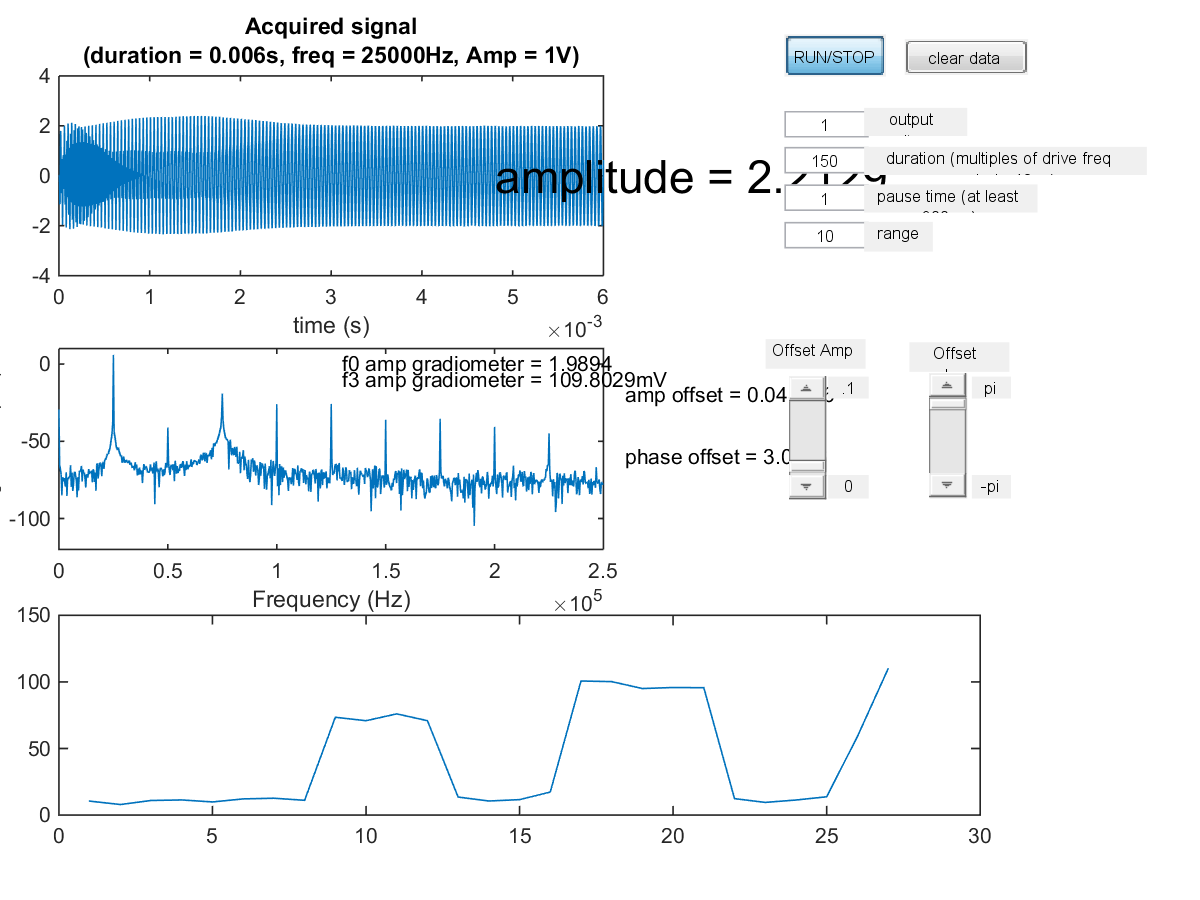 Acquired signal
(duration = 0.006s, freq = 25000Hz, Amp = 1V)
4
2
0
-2
-4
0 1 2 3 4 5 6
time (s)
×10-3
amplitude = 2.2129
RUN/STOP
clear data
1 output
150 duration (multiples of drive freq
1 pause time (at least
10 range
0
-50
-100
f0 amp gradiometer = 1.9894
f3 amp gradiometer = 109.8029mV
0 0.5 1 1.5 2 2.5
Frequency (Hz)
×105
amp offset = 0.04
phase offset = 3.0
Offset Amp
.1
0
Offset
pi
-pi
150
100
50
0
0 5 10 15 20 25 30